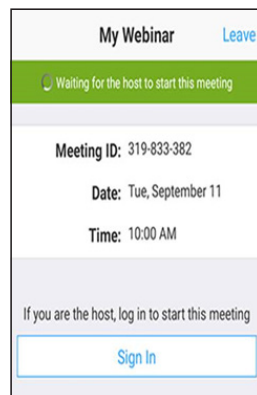 My Webinar Leave
Waiting for the host to start this meeting
Meeting ID: 319-833-382
Date: Tue, September 11
Time: 10:00 AM
If you are the host, log in to start this meeting
Sign In